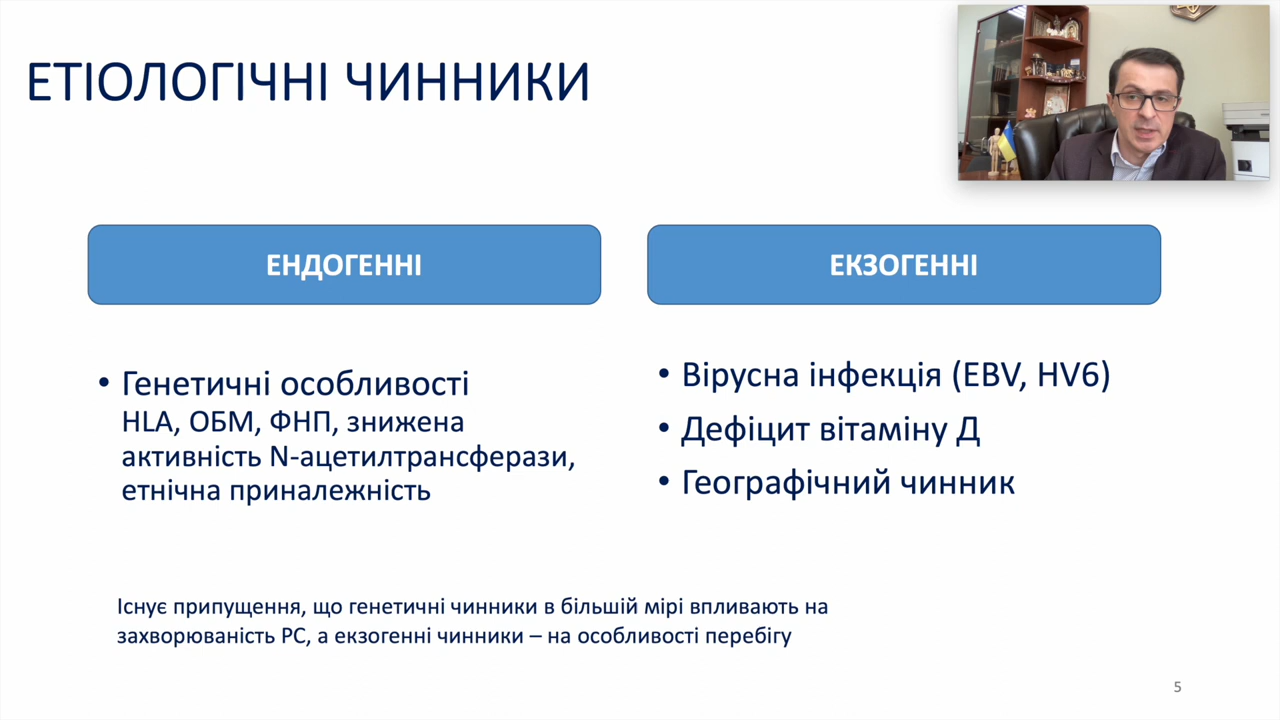 ЕТІОЛОГІЧНІ ЧИННИКИ
ЕНДОГЕННІ
• Генетичні особливості
HLA, ОБМ, ФНП, знижена
активність N-ацетилтрансферази,
етнічна приналежність
ЕКЗОГЕННІ
• Вірусна інфекція (EBV, HV6)
• Дефіцит вітаміну Д
• Географічний чинник
Існує припущення, що генетичні чинники в більшій мірі впливають на
захворюваність РС, а екзогенні чинники – на особливості перебігу
5